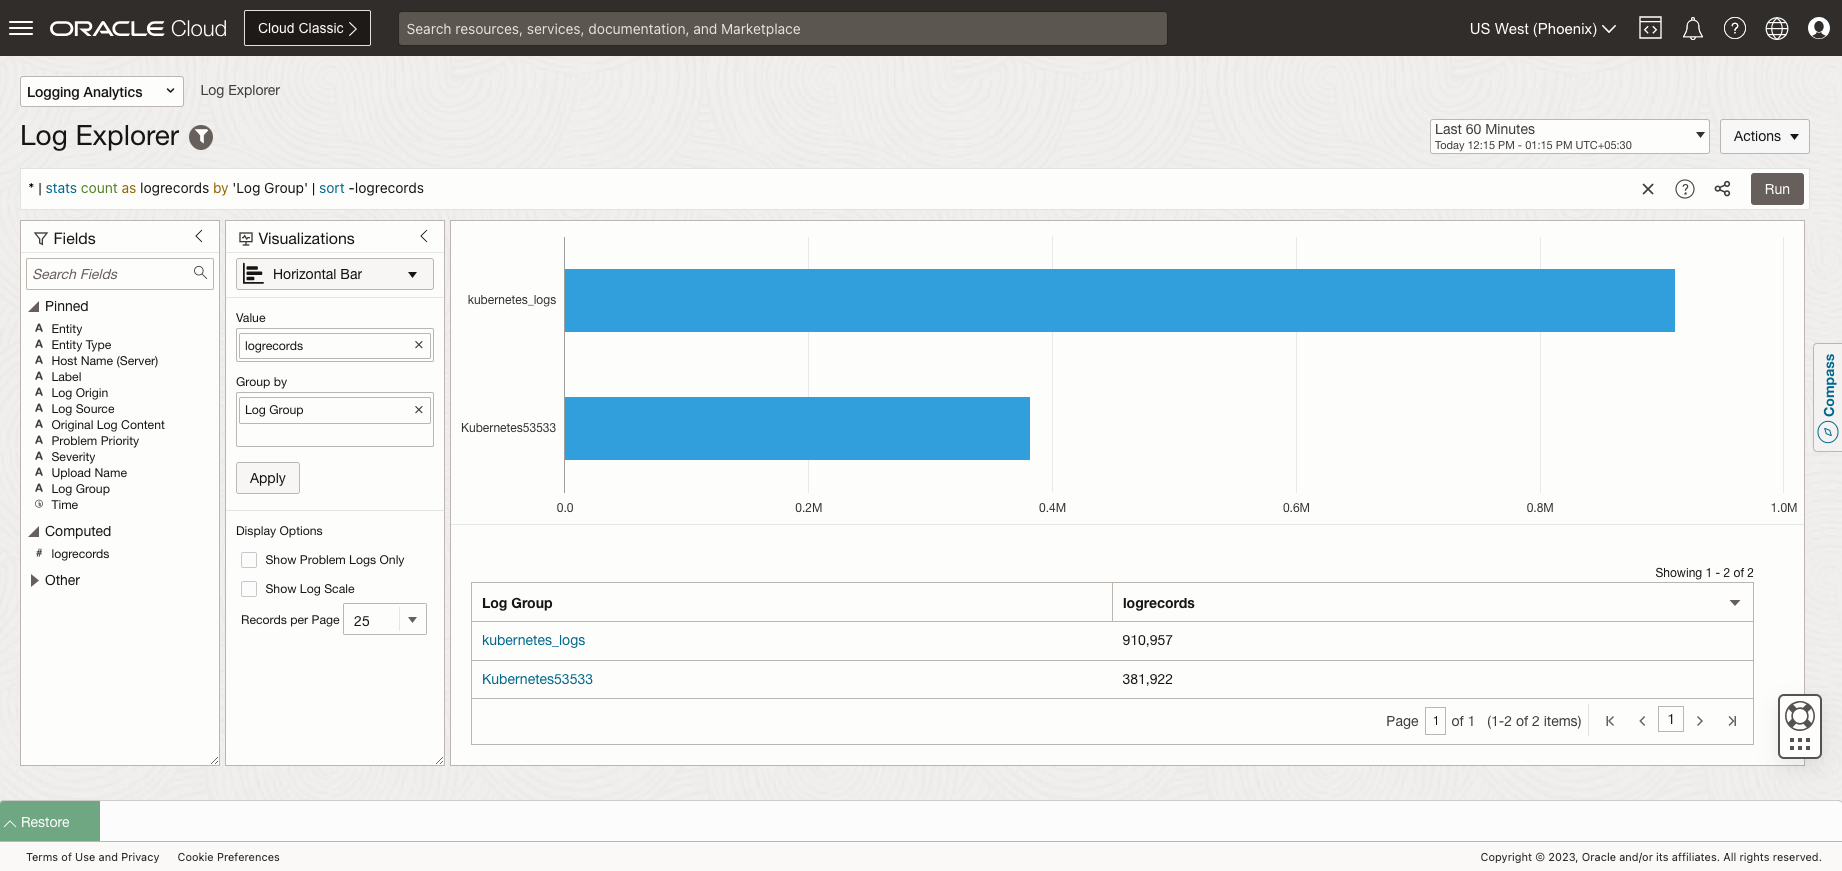 ORACLE Cloud
Cloud Classic
Search resources, services, documentation, and Marketplace
US West (Phoenix)
Logging Analytics
Log Explorer
Log Explorer
Last 60 Minutes
Today 12:15 PM - 01:15 PM UTC+05:30
Actions
* | stats count as logrecords by 'Log Group' | sort -logrecords
Run
Fields
Search Fields
Pinned
A Entity
A Entity Type
A Host Name (Server)
A Label
A Log Origin
A Log Source
A Original Log Content
A Problem Priority
A Severity
A Upload Name
A Log Group
Time
Computed
# logrecords
Other
Visualizations
Horizontal Bar
Value
logrecords
Group by
Log Group
Apply
Display Options
Show Problem Logs Only
Show Log Scale
Records per Page 25
kubernetes_logs
Kubernetes53533
0.0 0.2M 0.4M 0.6M 0.8M 1.0M
Showing 1 - 2 of 2
Log Group logrecords
kubernetes_logs 910,957
Kubernetes53533 381,922
Page 1 of 1 (1-2 of 2 items) 1
Compass
Restore
Terms of Use and Privacy Cookie Preferences
Copyright © 2023, Oracle and/or its affiliates. All rights reserved.